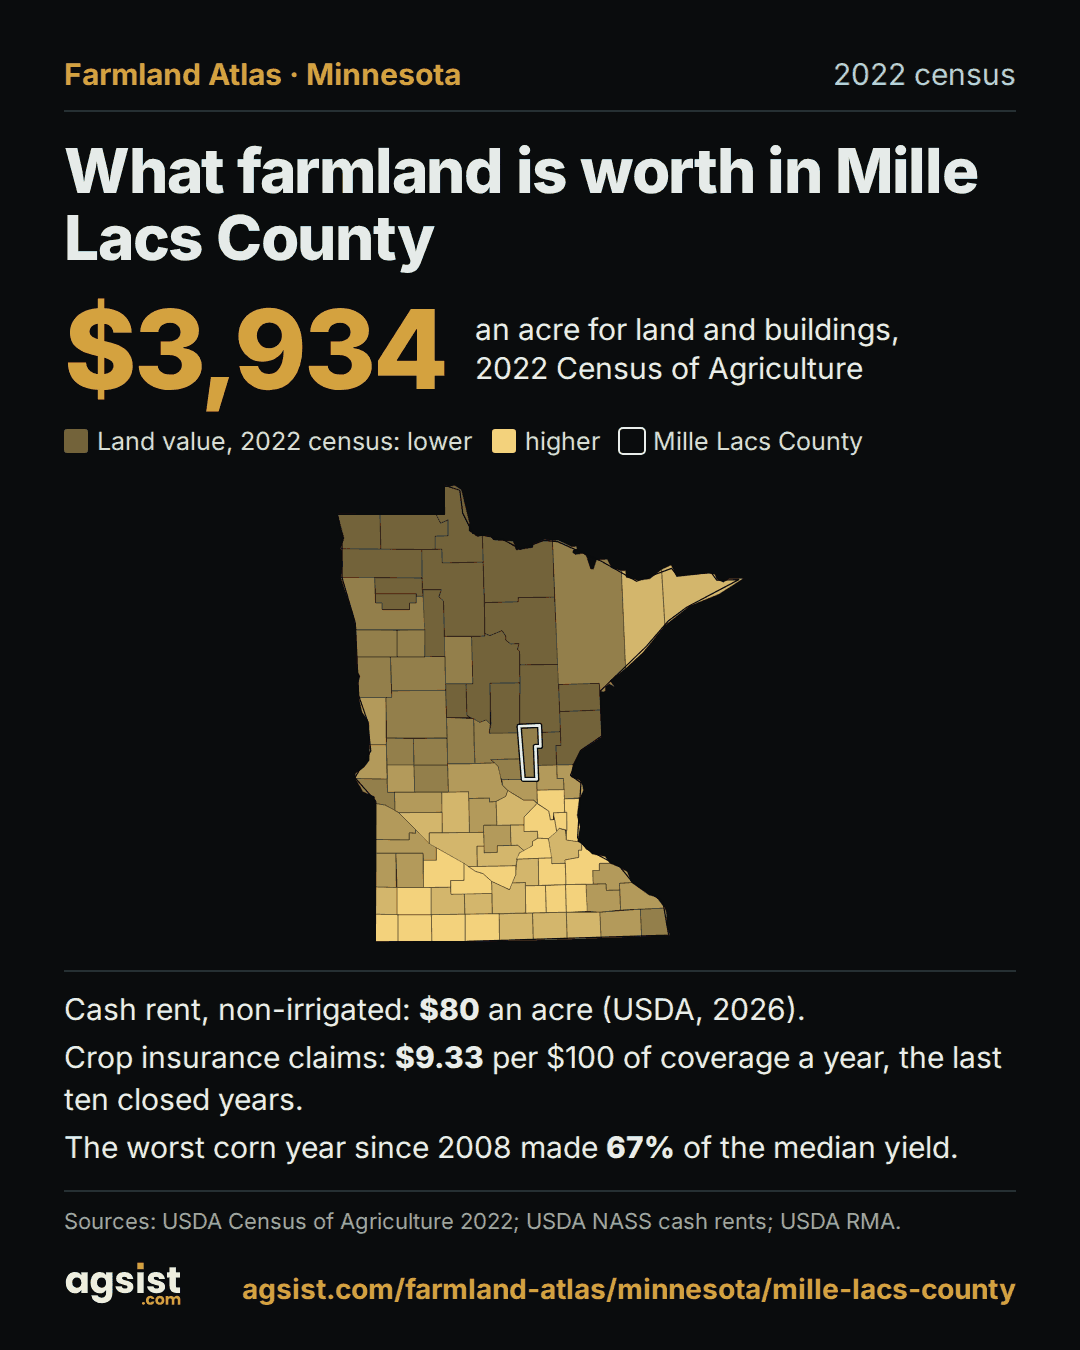 Farmland Atlas · Minnesota
2022 census
What farmland is worth in Mille
Lacs County
$3,934
an acre for land and buildings,
2022 Census of Agriculture
Land value, 2022 census: lower
higher
Mille Lacs County
Cash rent, non-irrigated: $80 an acre (USDA, 2026).
Crop insurance claims: $9.33 per $100 of coverage a year, the last
ten closed years.
The worst corn year since 2008 made 67% of the median yield.
Sources: USDA Census of Agriculture 2022; USDA NASS cash rents; USDA RMA.
agsist
.com
agsist.com/farmland-atlas/minnesota/mille-lacs-county